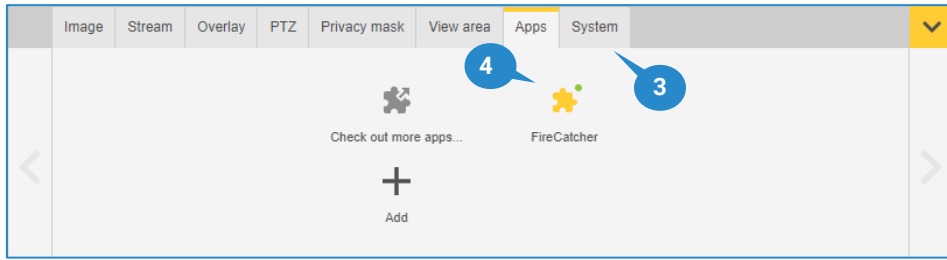 Image Stream Overlay PTZ Privacy mask View area Apps System
4
3
Check out more apps... FireCatcher
Add